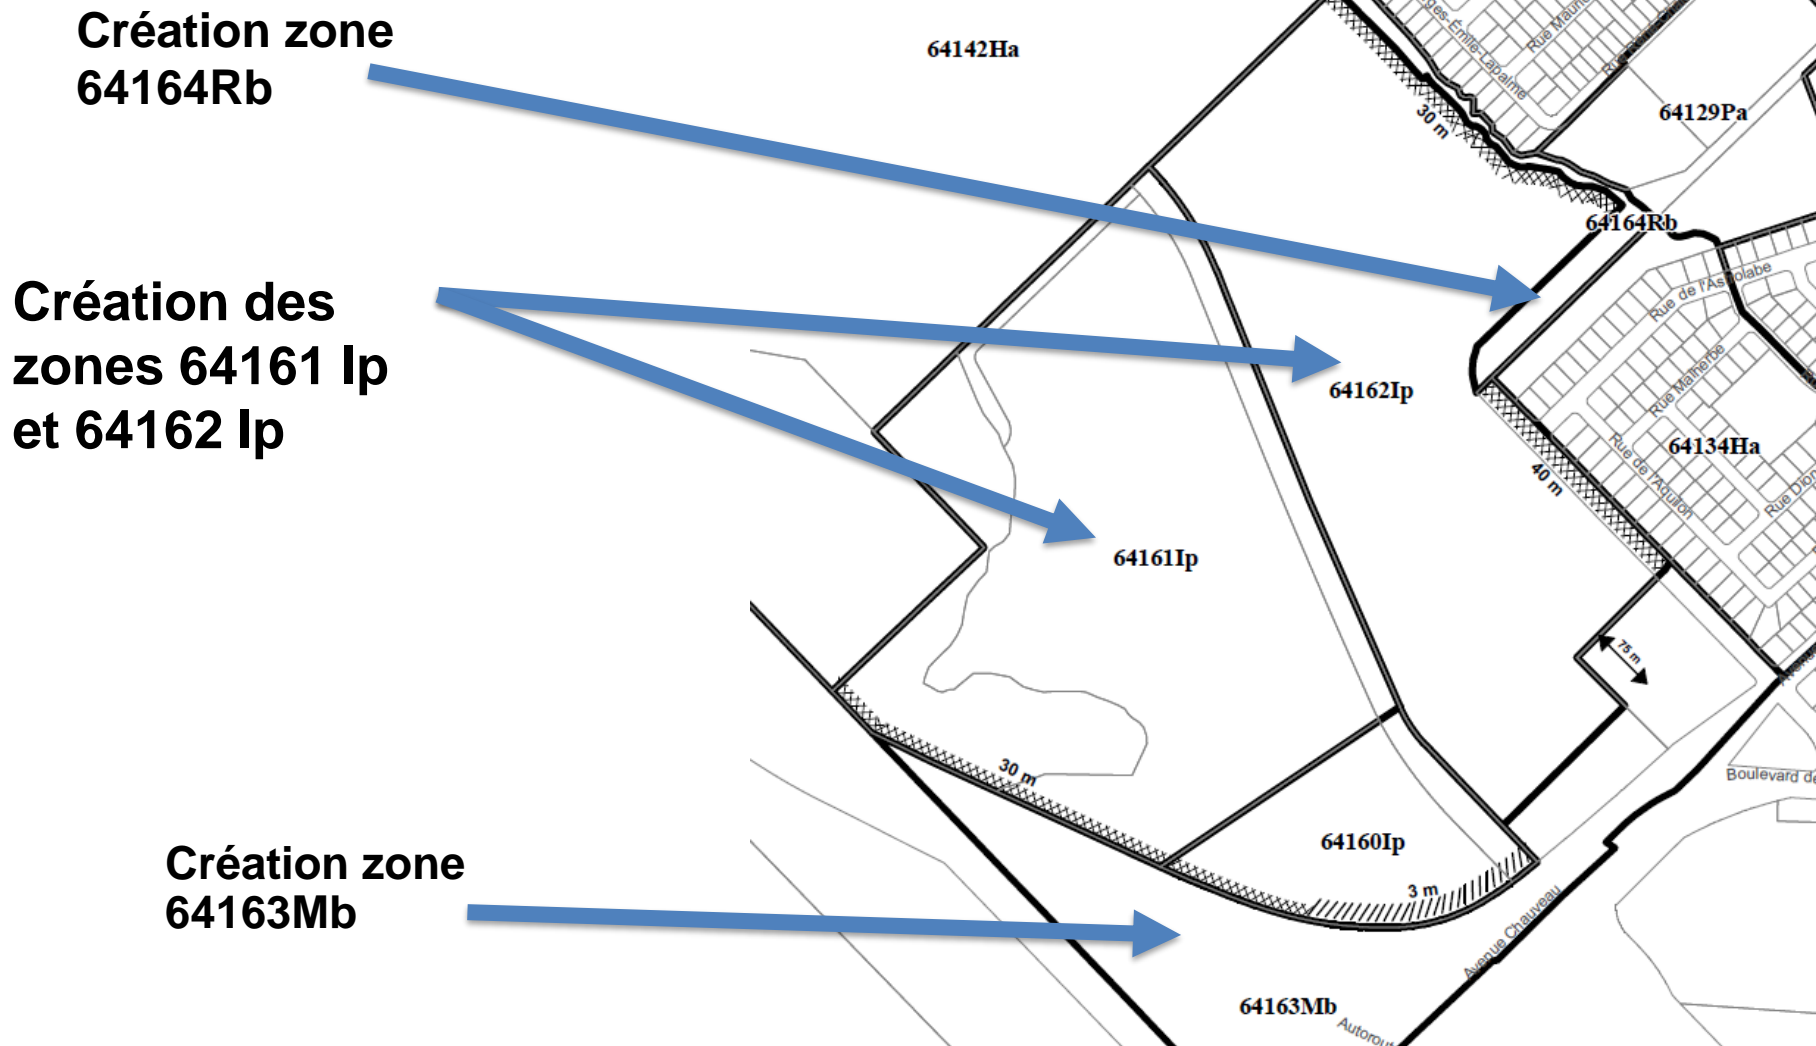 Création zone
64164Rb
Création des
zones 64161 Ip
et 64162 Ip
Création zone
64163Mb
64142Ha
30 m
Rue
64129Pa
64164Rb
Rue de l'Astrolabe
64162Ip
Rue Malherbe
64134Ha
40 m
Rue de l'Aquilon
64161Ip
75 m
30 m
Boulevard
64160Ip
3 m
Avenue Chauveau
64163Mb